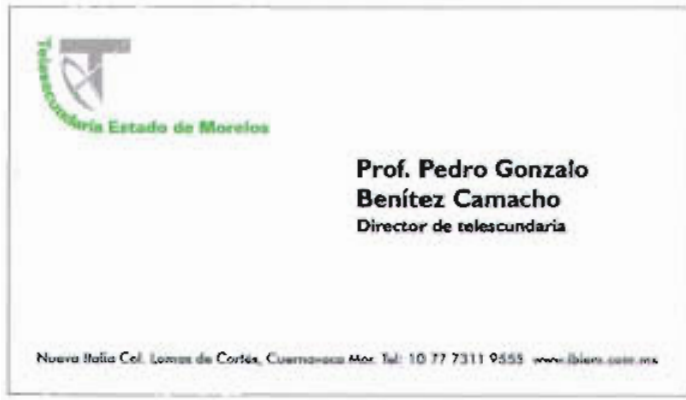 Telesecundaria Estado de Morelos
Prof. Pedro Gonzalo
Benítez Camacho
Director de telescundaria
Nueva Italia Col. Lomas de Cortés, Cuernavaca Mor. Tel: 10 77 7311 9555